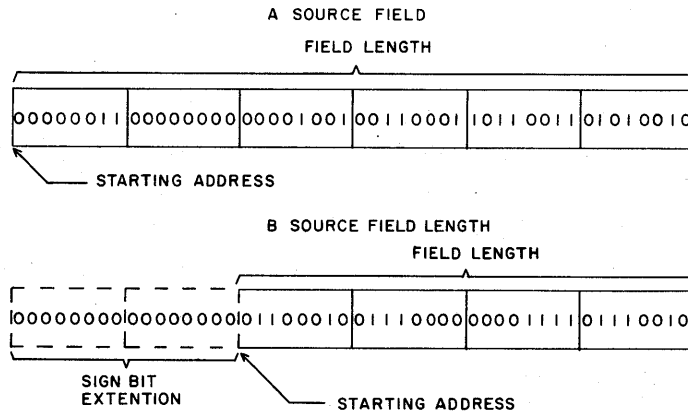 A SOURCE FIELD
FIELD LENGTH
00000011 00000000 00001001 00110001 10110011 01010010
STARTING ADDRESS
B SOURCE FIELD LENGTH
FIELD LENGTH
00000000 00000000 01100010 01110000 00001111 01110010
SIGN BIT
EXTENTION
STARTING ADDRESS